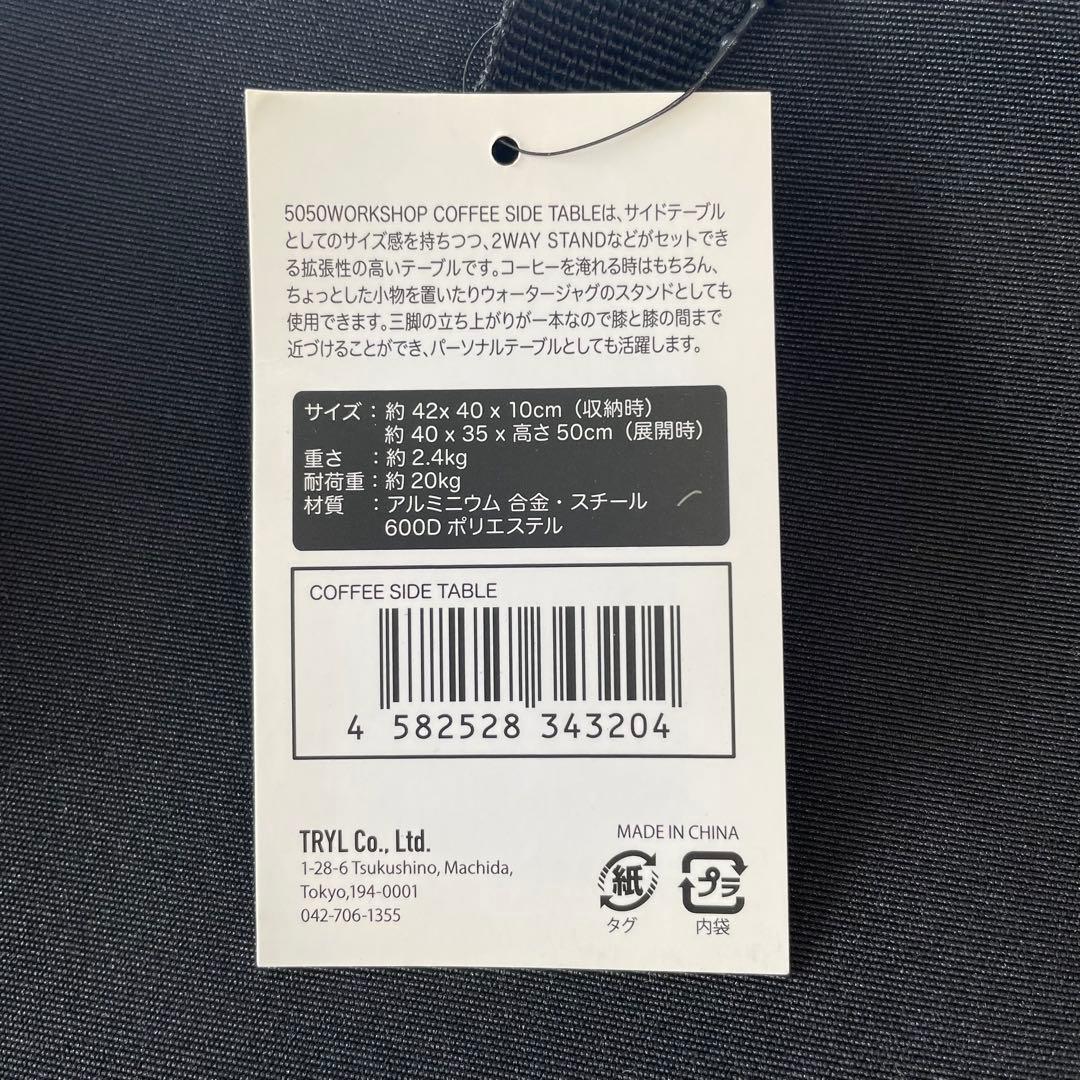 5050WORKSHOP COFFEE SIDE TABLEは、サイドテーブル
としてのサイズ感を持ちつつ、2WAY STANDなどがセットでき
る拡張性の高いテーブルです。コーヒーを淹れる時はもちろん、
ちょっとした小物を置いたりウォータージャグのスタンドとしても
使用できます。三脚の立ち上がりが一本なので膝と膝の間まで
近づけることができ、パーソナルテーブルとしても活躍します。
サイズ：約 42x 40 x 10cm（収納時）
約 40 x 35 x 高さ 50cm（展開時）
重さ ：約 2.4kg
耐荷重：約 20kg
材質 ：アルミニウム 合金・スチール
600D ポリエステル
COFFEE SIDE TABLE
4 582528 343204
TRYL Co., Ltd.
1-28-6 Tsukushino, Machida,
Tokyo,194-0001
042-706-1355
MADE IN CHINA
紙 プラ
タグ 内袋